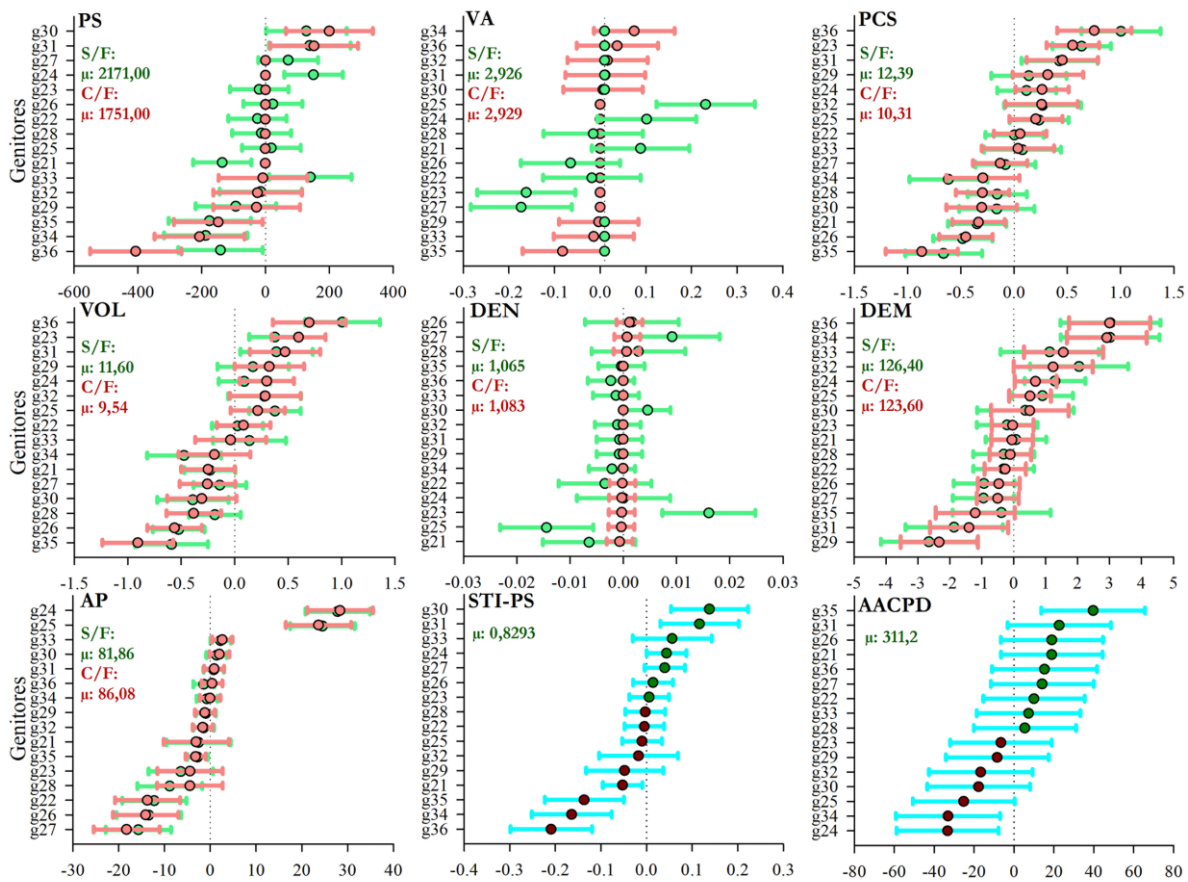 PS
Genitores
g30
g31
g27
g24
g23
g26
g22
g28
g25
g21
g33
g32
g29
g35
g34
g36
S/F:
μ: 2171,00
C/F:
μ: 1751,00
-600 -400 -200 0 200 400 600
VA
g34
g36
g32
g31
g30
g25
g24
g28
g21
g26
g22
g23
g27
g29
g33
g35
S/F:
μ: 2,926
C/F:
μ: 2,929
-0.3 -0.2 -0.1 0.0 0.1 0.2 0.3 0.4
PCS
g36
g23
g31
g29
g24
g32
g25
g22
g33
g27
g34
g28
g30
g21
g26
g35
S/F:
μ: 12,39
C/F:
μ: 10,31
-1.5 -1.0 -0.5 0.0 0.5 1.0 1.5
VOL
Genitores
g36
g23
g31
g29
g24
g32
g25
g22
g33
g34
g21
g27
g30
g28
g26
g35
S/F:
μ: 11,60
C/F:
μ: 9,54
-1.5 -1.0 -0.5 0.0 0.5 1.0 1.5
DEN
g26
g27
g28
g35
g36
g33
g30
g32
g31
g29
g34
g22
g24
g23
g25
g21
S/F:
μ: 1,065
C/F:
μ: 1,083
-0.03 -0.02 -0.01 0.00 0.01 0.02 0.03
DEM
g36
g34
g33
g32
g24
g25
g30
g23
g21
g28
g22
g26
g27
g35
g31
g29
S/F:
μ: 126,40
C/F:
μ: 123,60
-5 -4 -3 -2 -1 0 1 2 3 4 5
AP
Genitores
g24
g25
g33
g30
g31
g36
g34
g29
g32
g21
g35
g23
g28
g22
g26
g27
S/F:
μ: 81,86
C/F:
μ: 86,08
-30 -20 -10 0 10 20 30 40
STI-PS
g30
g31
g33
g24
g27
g26
g23
g28
g22
g25
g32
g29
g21
g35
g34
g36
μ: 0,8293
-0.4 -0.3 -0.2 -0.1 0.0 0.1 0.2 0.3
AACPD
g35
g31
g26
g21
g36
g27
g22
g33
g28
g23
g29
g32
g30
g25
g34
g24
μ: 311,2
-80 -60 -40 -20 0 20 40 60 80